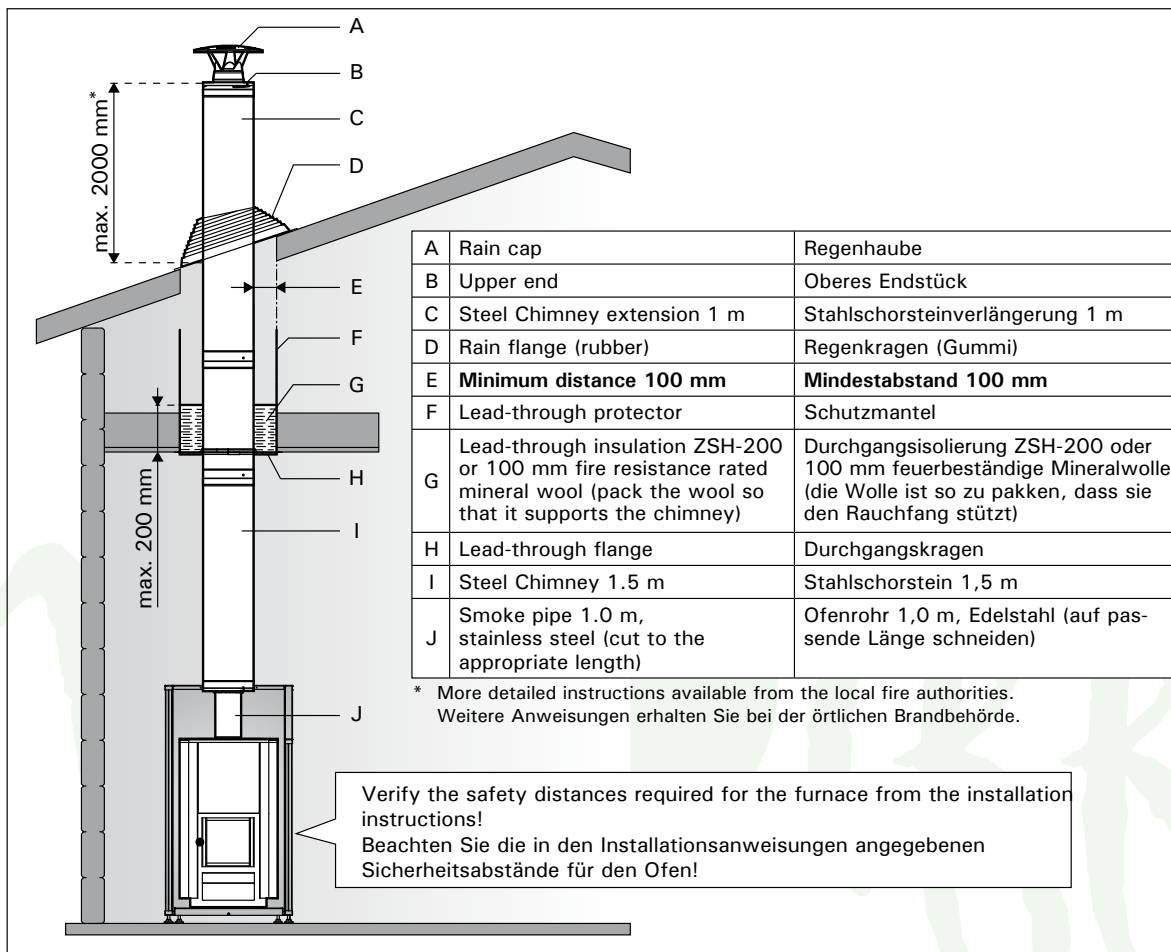 A
B
C
D
E
F
G
H
I
J
max. 2000 mm*
max. 200 mm
A Rain cap Regenhaube
B Upper end Oberes Endstück
C Steel Chimney extension 1 m Stahlschorsteinverlängerung 1 m
D Rain flange (rubber) Regenkragen (Gummi)
E Minimum distance 100 mm Mindestabstand 100 mm
F Lead-through protector Schutzmantel
G
Lead-through insulation ZSH-200
or 100 mm fire resistance rated
mineral wool (pack the wool so
that it supports the chimney)
Durchgangsisolierung ZSH-200 oder
100 mm feuerbeständige Mineralwolle
(die Wolle ist so zu pakken, dass sie
den Rauchfang stützt)
H Lead-through flange Durchgangskragen
I Steel Chimney 1.5 m Stahlschorstein 1,5 m
J
Smoke pipe 1.0 m,
stainless steel (cut to the
appropriate length)
Ofenrohr 1,0 m, Edelstahl (auf pas-
sende Länge schneiden)
* More detailed instructions available from the local fire authorities.
Weitere Anweisungen erhalten Sie bei der örtlichen Brandbehörde.
Verify the safety distances required for the furnace from the installation
instructions!
Beachten Sie die in den Installationsanweisungen angegebenen
Sicherheitsabstände für den Ofen!